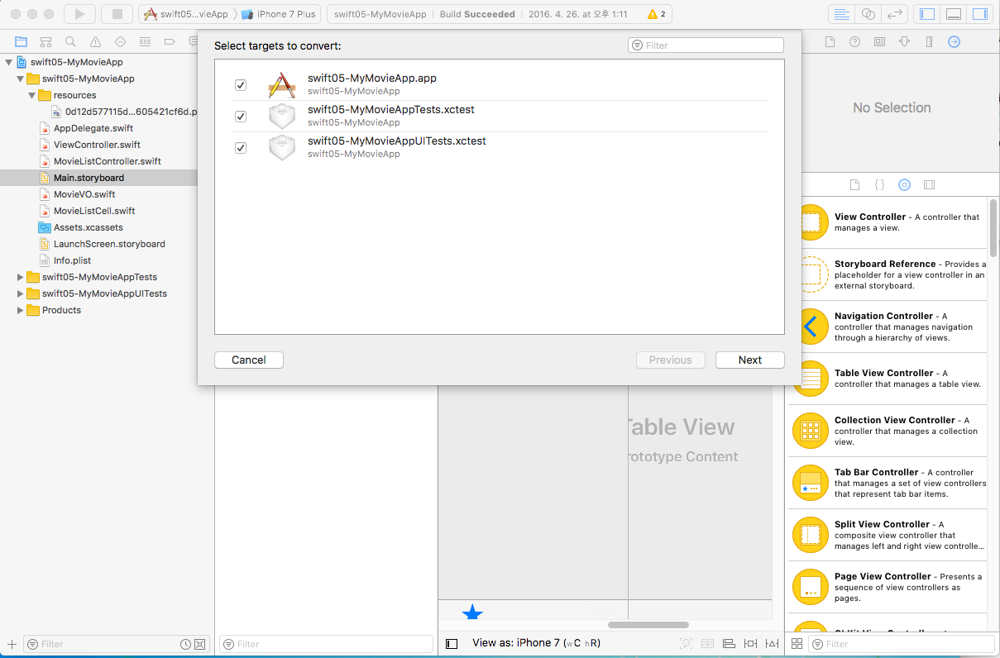 swift05...vieApp
iPhone 7 Plus
swift05-MyMovieApp
Build Succeeded
2016. 4. 26. at 오후 1:11
2
Select targets to convert:
Filter
swift05-MyMovieApp.app
swift05-MyMovieApp
swift05-MyMovieAppTests.xctest
swift05-MyMovieApp
swift05-MyMovieAppUITests.xctest
swift05-MyMovieApp
Cancel
Previous
Next
swift05-MyMovieApp
swift05-MyMovieApp
resources
0d12d577115d...605421cf6d.p
AppDelegate.swift
ViewController.swift
MovieListController.swift
Main.storyboard
MovieVO.swift
MovieListCell.swift
Assets.xcassets
LaunchScreen.storyboard
Info.plist
swift05-MyMovieAppTests
swift05-MyMovieAppUITests
Products
Filter
Filter
Table View
rototype Content
View as: iPhone 7 (wC hR)
No Selection
View Controller - A controller that
manages a view.
Storyboard Reference - Provides a
placeholder for a view controller in an
external storyboard.
Navigation Controller - A
controller that manages navigation
through a hierarchy of views.
Table View Controller - A
controller that manages a table view.
Collection View Controller - A
controller that manages a collection
view.
Tab Bar Controller - A controller
that manages a set of view controllers
that represent tab bar items.
Split View Controller - A
composite view controller that
manages left and right view controlle...
Page View Controller - Presents a
sequence of view controllers as
pages.
Filter